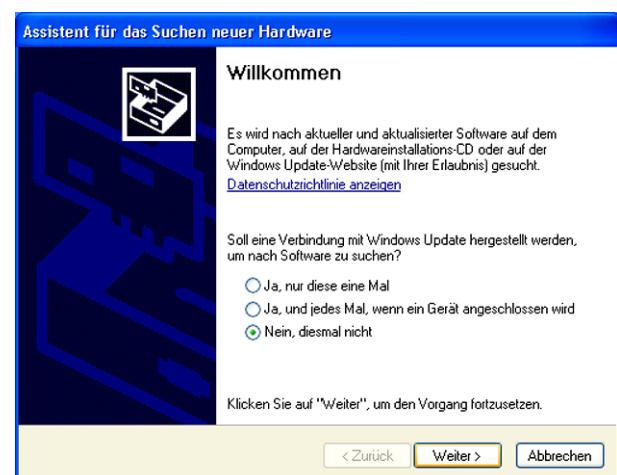 Assistent für das Suchen neuer Hardware
Willkommen
Es wird nach aktueller und aktualisierter Software auf dem
Computer, auf der Hardwareinstallations-CD oder auf der
Windows Update-Website (mit Ihrer Erlaubnis) gesucht.
Datenschutzrichtlinie anzeigen
Soll eine Verbindung mit Windows Update hergestellt werden,
um nach Software zu suchen?
Ja, nur diese eine Mal
Ja, und jedes Mal, wenn ein Gerät angeschlossen wird
Nein, diesmal nicht
Klicken Sie auf "Weiter", um den Vorgang fortzusetzen.
< Zurück Weiter > Abbrechen